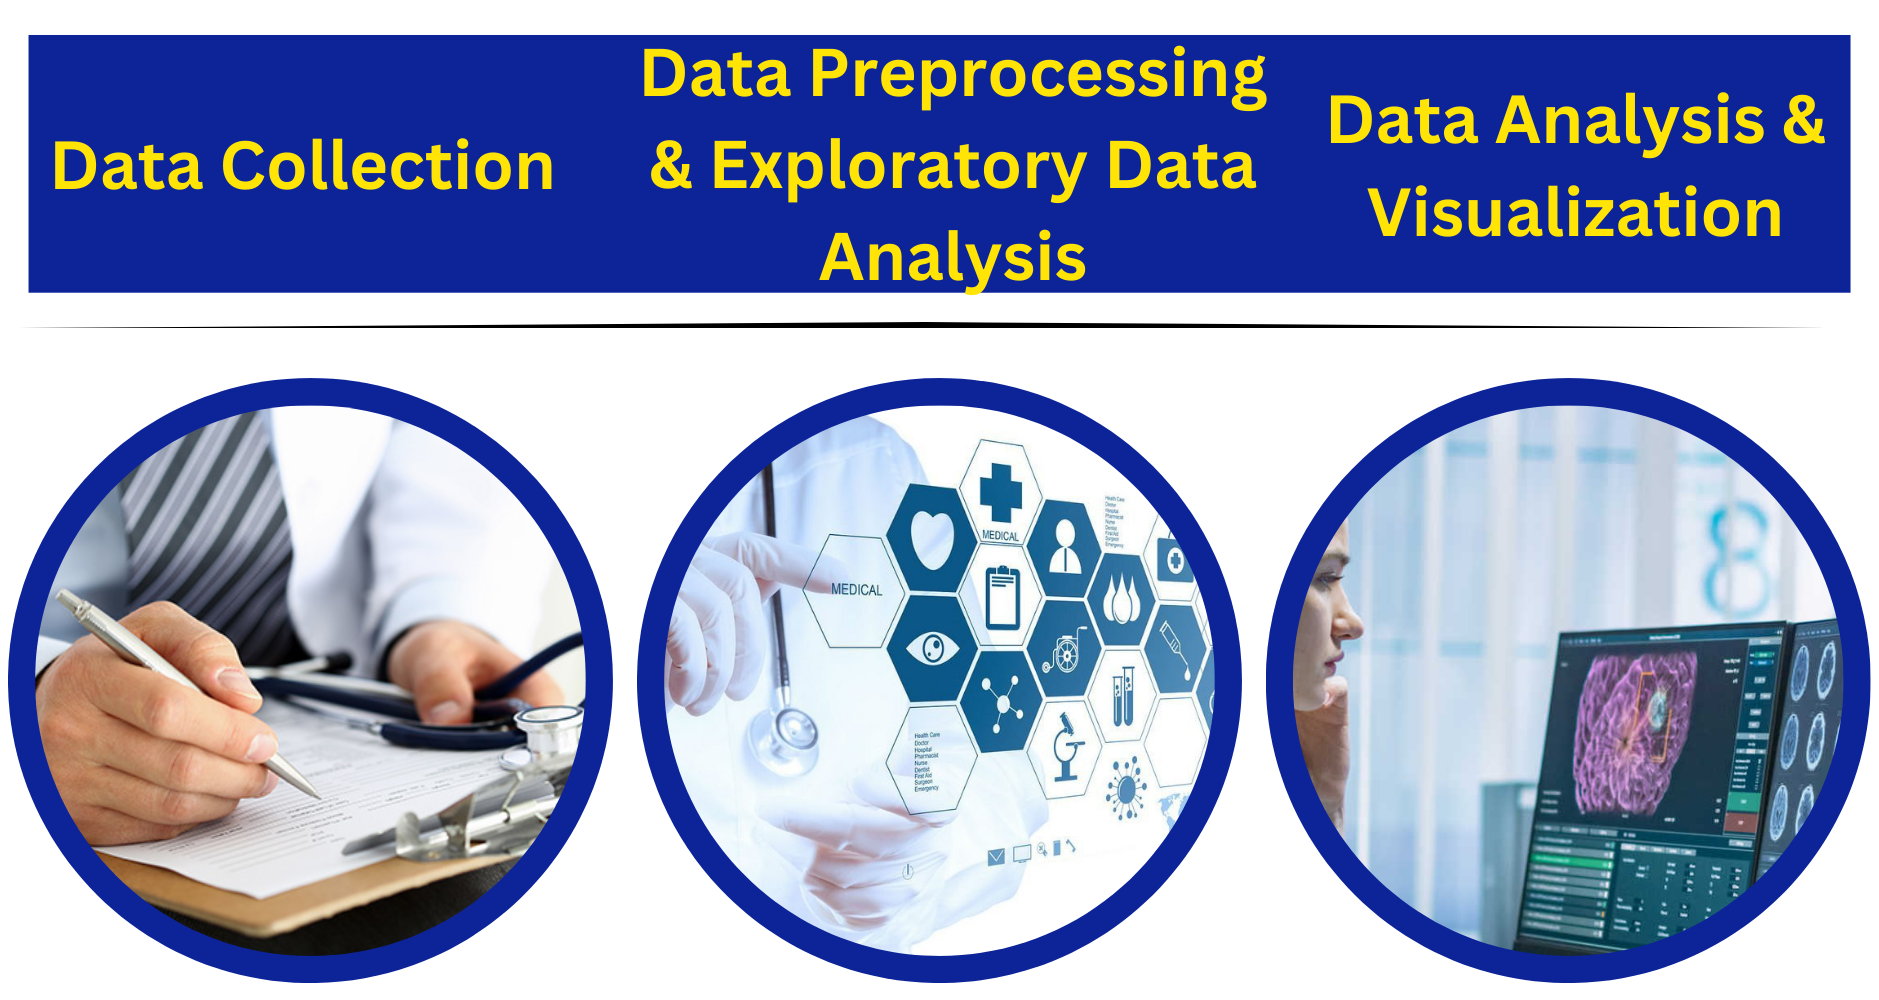 Data Collection
Data Preprocessing
& Exploratory Data
Analysis
Data Analysis &
Visualization
MEDICAL
MEDICAL
Health Care
Doctor
Hospital
Pharmacist
Nurse
Dentist
First Aid
Surgeon
Emergency
Health Care
Doctor
Hospital
Pharmacist
Nurse
Dentist
First Aid
Surgeon
Emergency